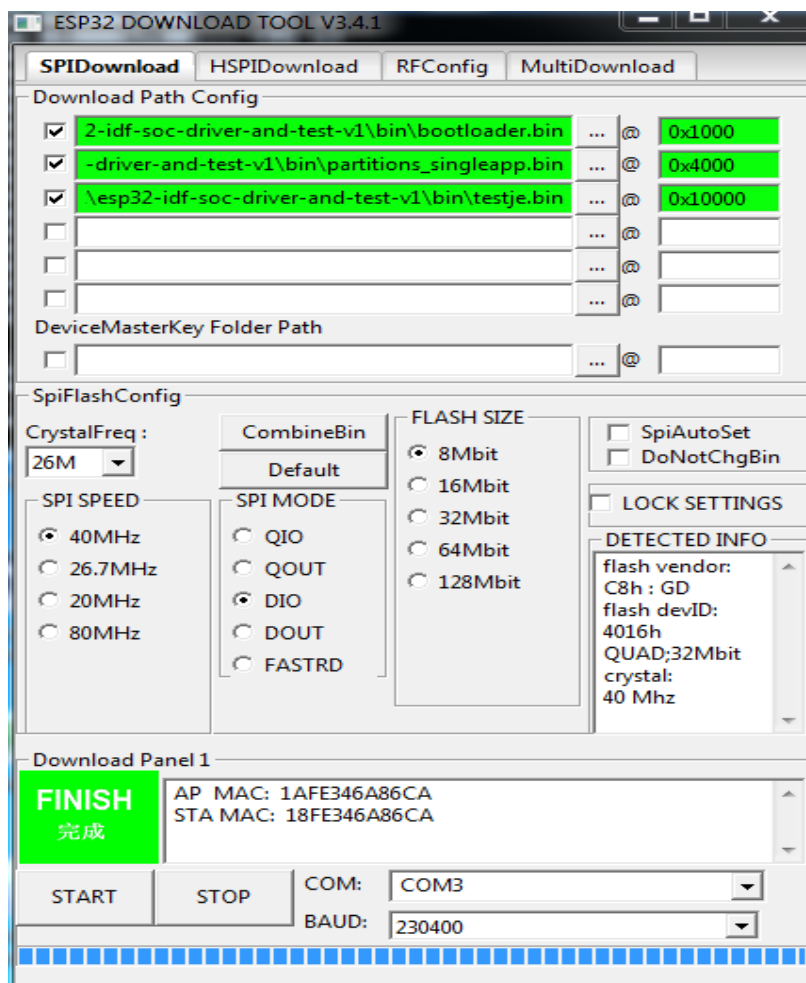 ESP32 DOWNLOAD TOOL V3.4.1
SPIDownload HSPIDownload RFConfig MultiDownload
Download Path Config
2-idf-soc-driver-and-test-v1\bin\bootloader.bin ... @ 0x1000
-driver-and-test-v1\bin\partitions_singleapp.bin ... @ 0x4000
\esp32-idf-soc-driver-and-test-v1\bin\testje.bin ... @ 0x10000
... @
... @
... @
DeviceMasterKey Folder Path
... @
SpiFlashConfig
CrystalFreq :
26M
CombineBin
Default
SPI SPEED
40MHz
26.7MHz
20MHz
80MHz
SPI MODE
QIO
QOUT
DIO
DOUT
FASTRD
FLASH SIZE
8Mbit
16Mbit
32Mbit
64Mbit
128Mbit
SpiAutoSet
DoNotChgBin
LOCK SETTINGS
DETECTED INFO
flash vendor:
C8h : GD
flash devID:
4016h
QUAD;32Mbit
crystal:
40 Mhz
Download Panel 1
FINISH
完成
AP MAC: 1AFE346A86CA
STA MAC: 18FE346A86CA
START STOP
COM: COM3
BAUD: 230400